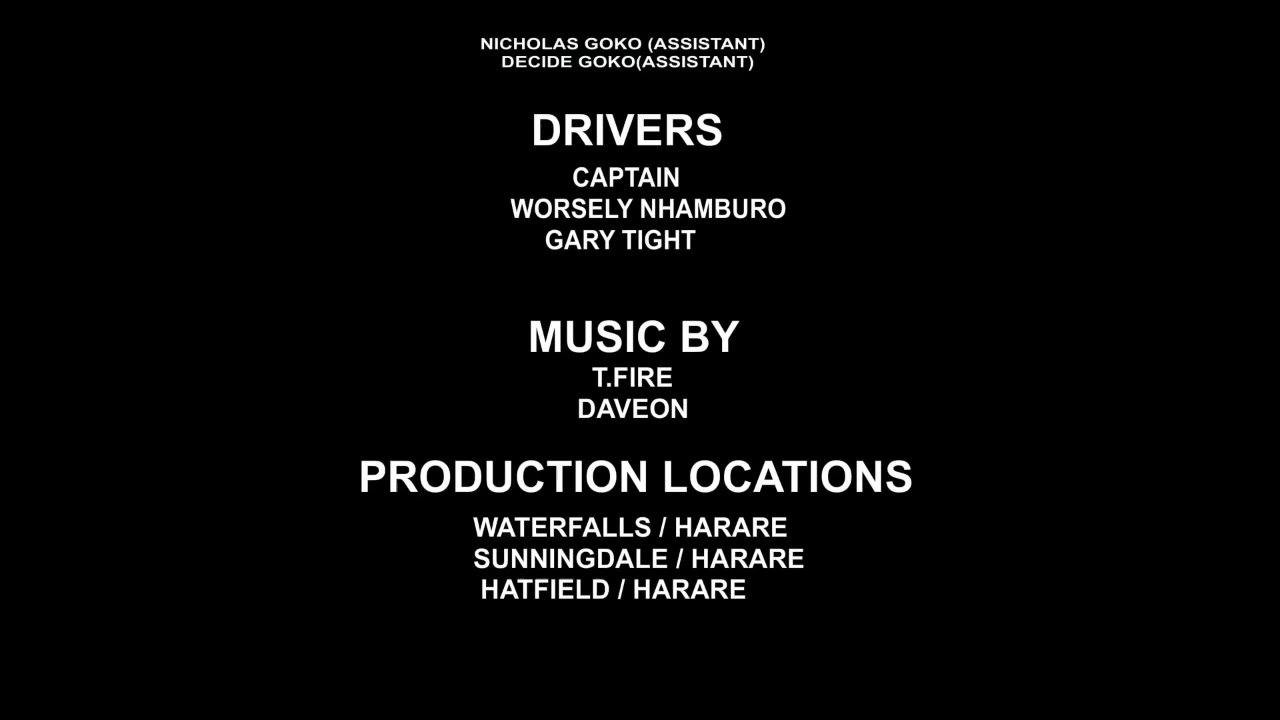 NICHOLAS GOKO (ASSISTANT)
DECIDE GOKO(ASSISTANT)
DRIVERS
CAPTAIN
WORSELY NHAMBURO
GARY TIGHT
MUSIC BY
T.FIRE
DAVEON
PRODUCTION LOCATIONS
WATERFALLS / HARARE
SUNNINGDALE / HARARE
HATFIELD / HARARE